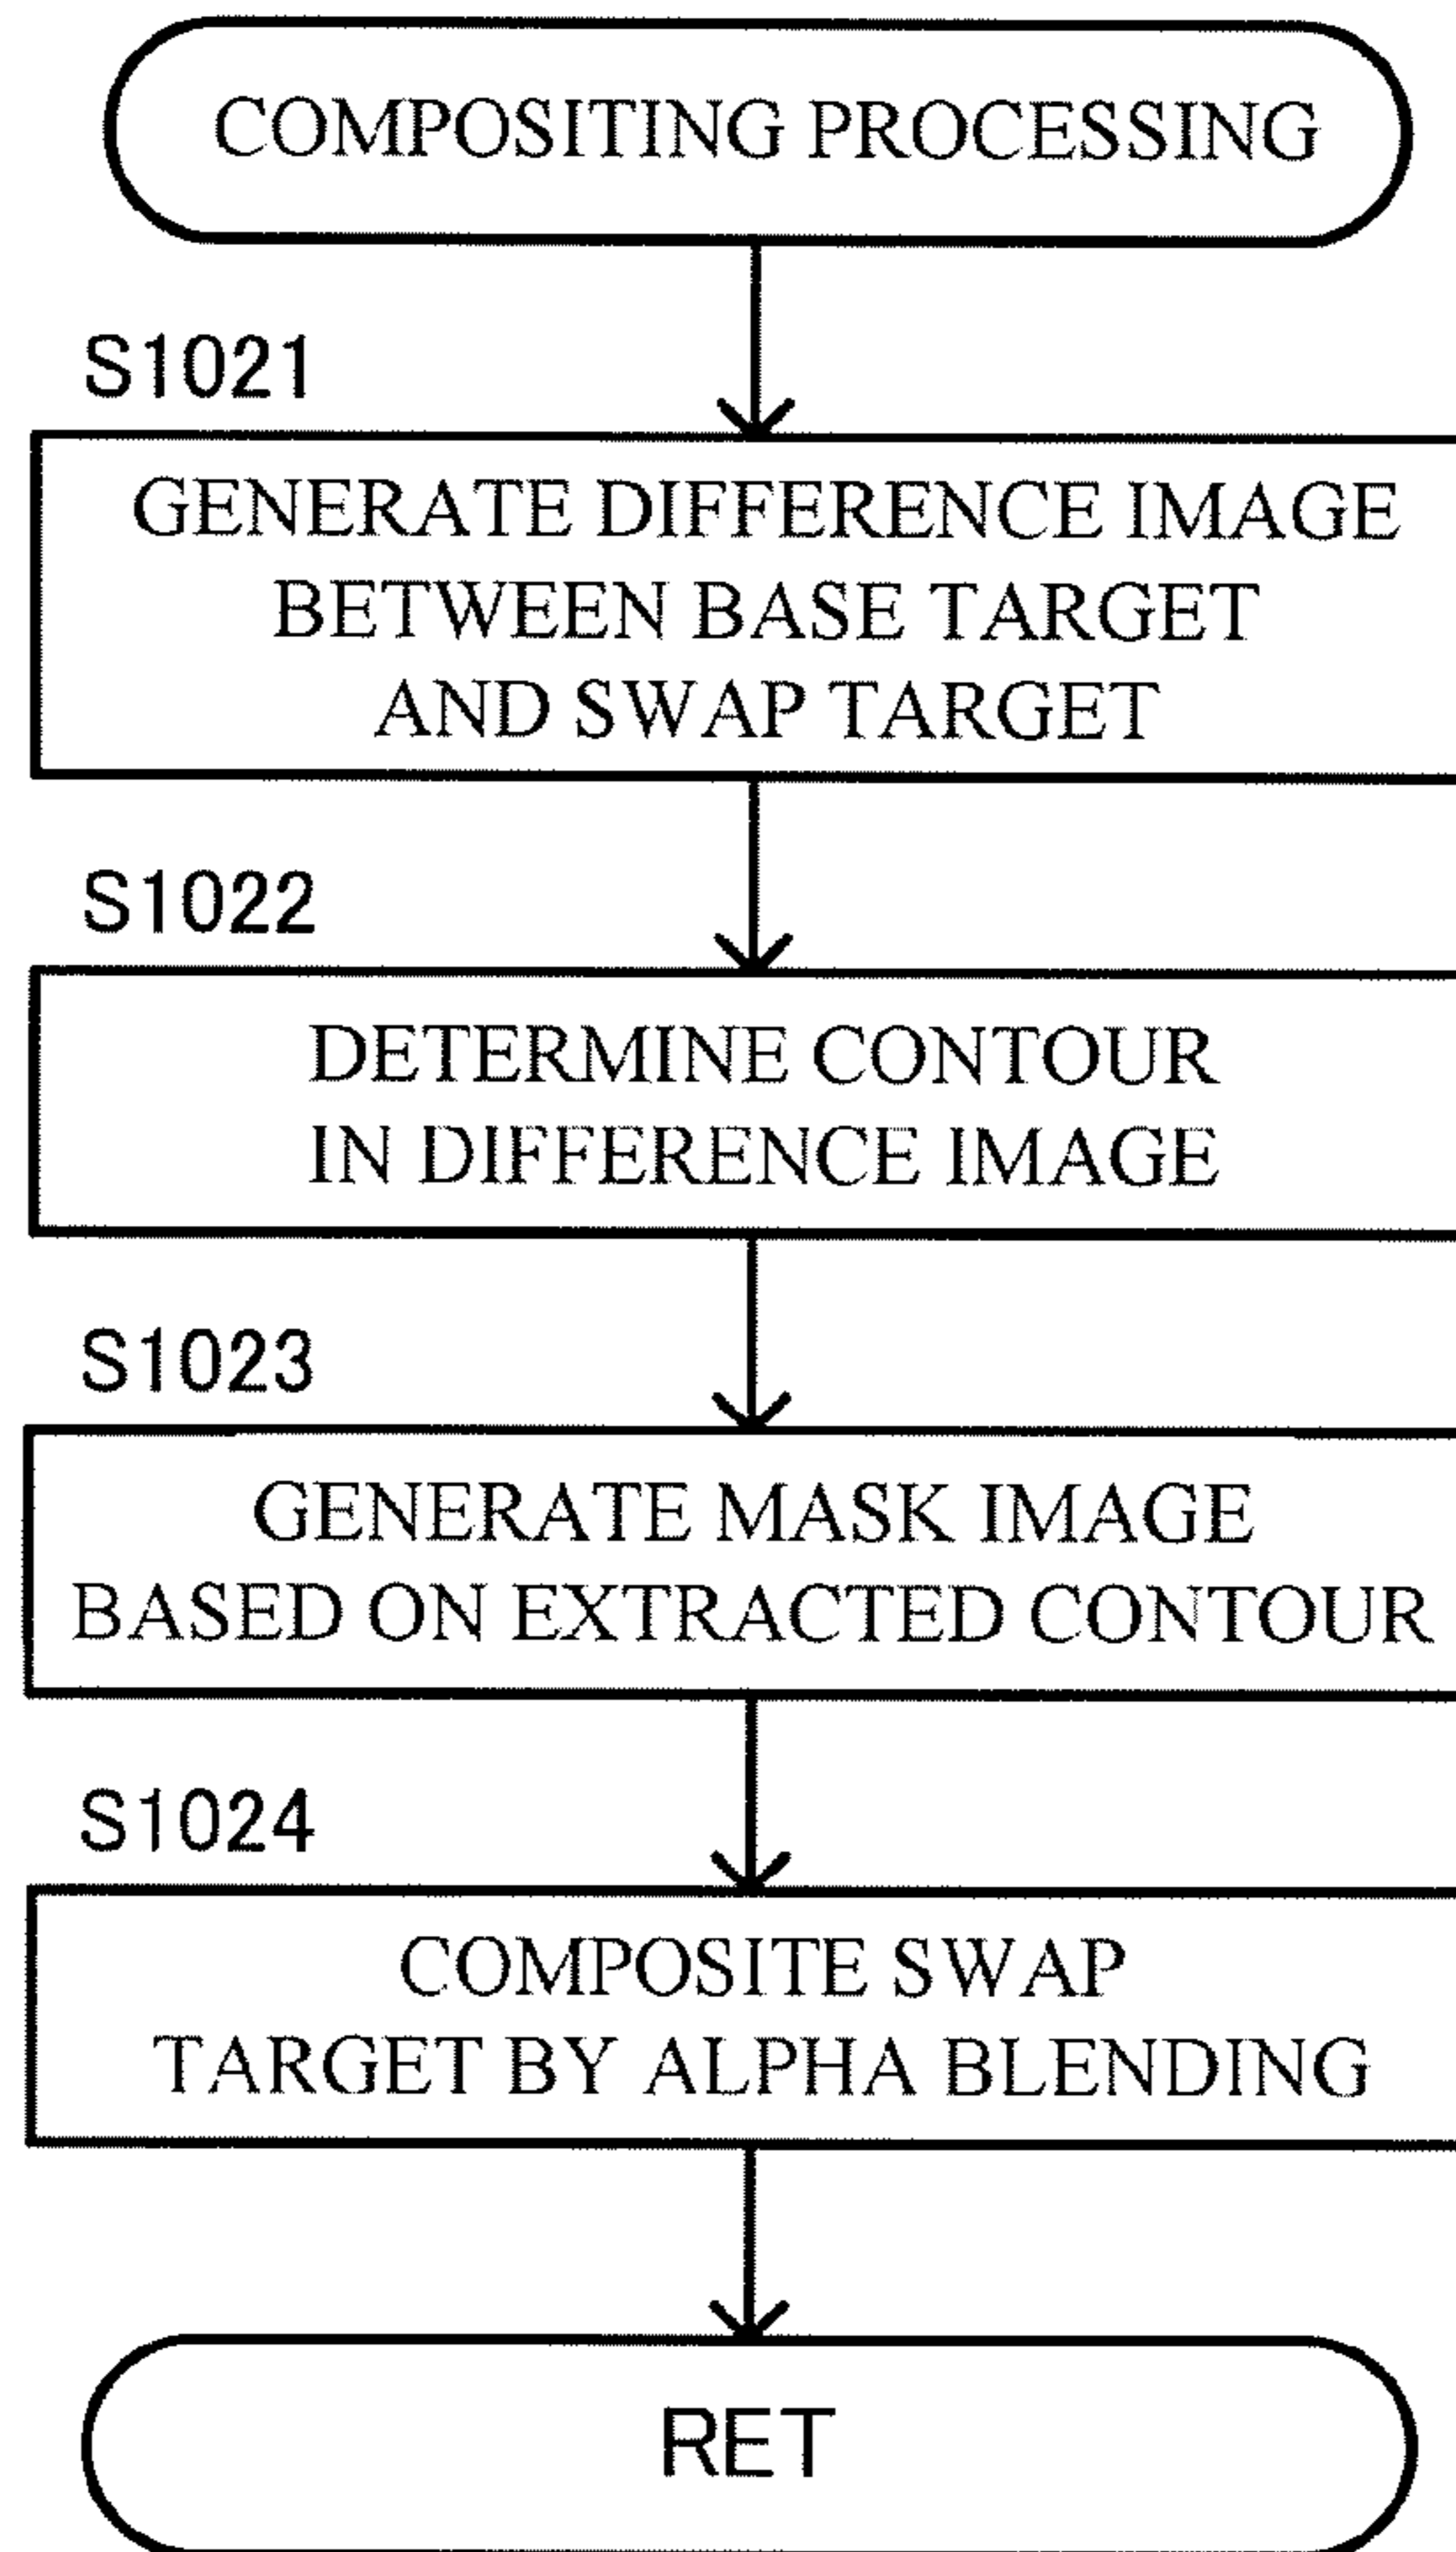 COMPOSITING PROCESSING
S1021
GENERATE DIFFERENCE IMAGE
BETWEEN BASE TARGET
AND SWAP TARGET
S1022
DETERMINE CONTOUR
IN DIFFERENCE IMAGE
S1023
GENERATE MASK IMAGE
BASED ON EXTRACTED CONTOUR
S1024
COMPOSITE SWAP
TARGET BY ALPHA BLENDING
RET